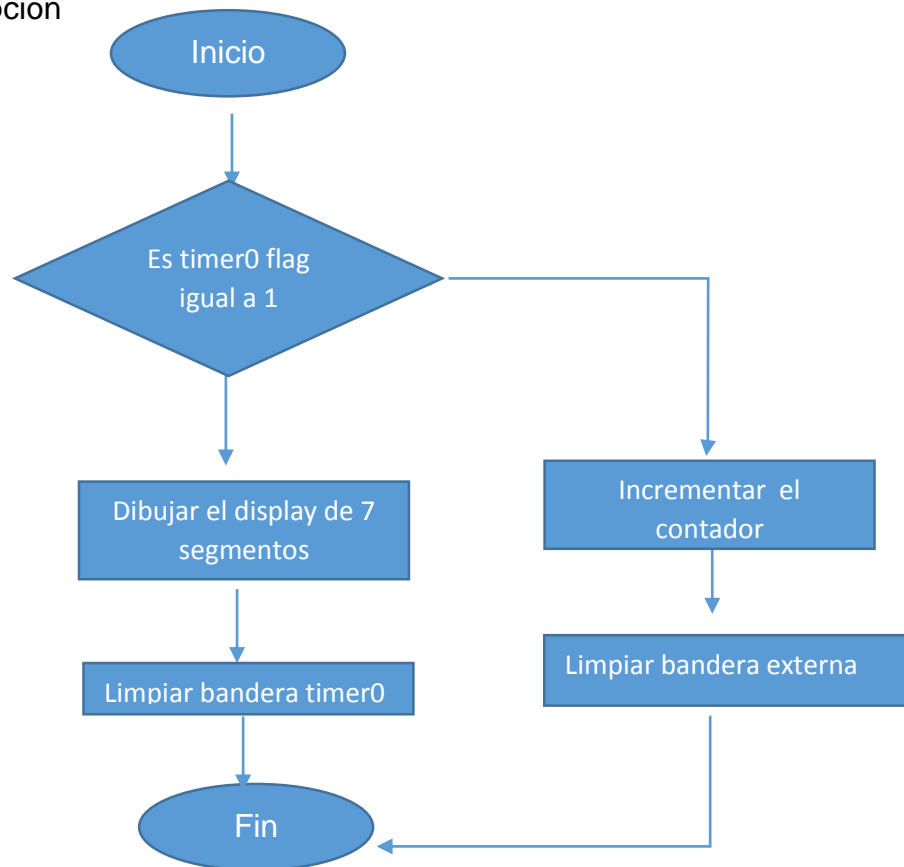 Inicio
Es timer0 flag
igual a 1
Dibujar el display de 7
segmentos
Limpiar bandera timer0
Incrementar el
contador
Limpiar bandera externa
Fin